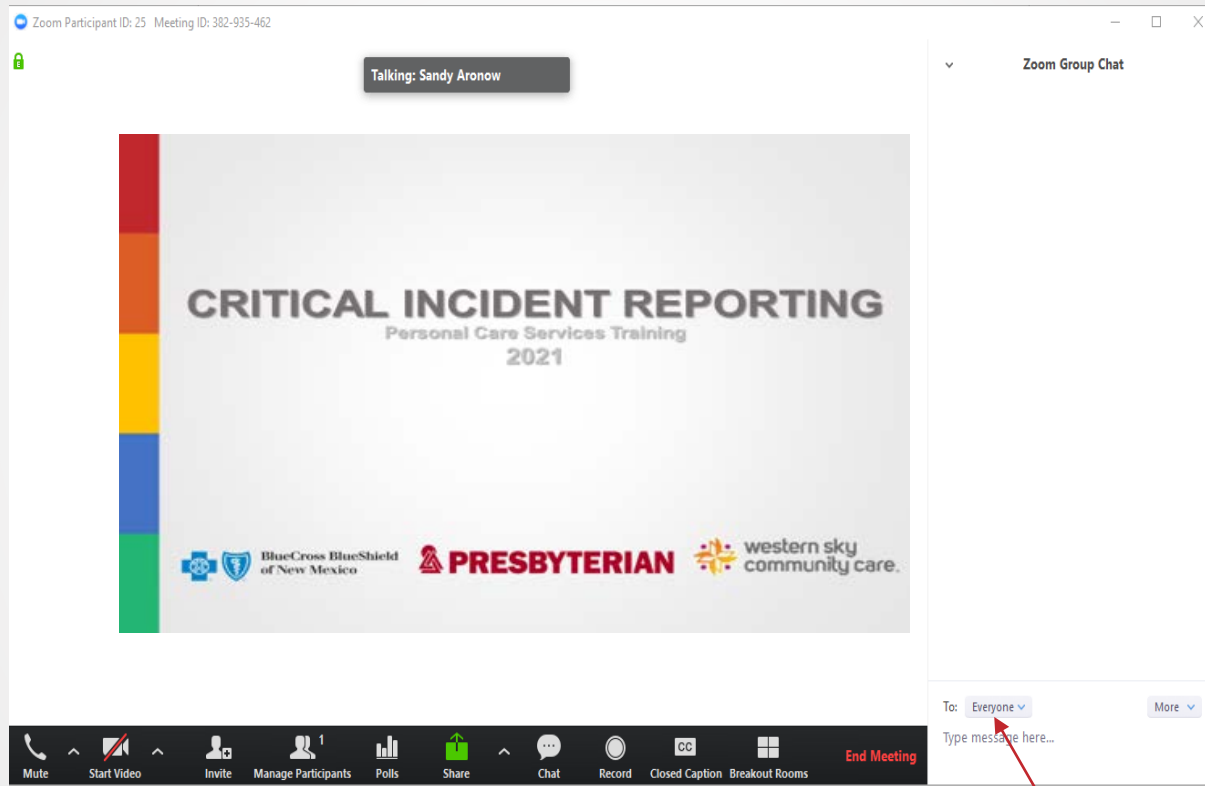 Zoom Participant ID: 25 Meeting ID: 382-935-462
E
Talking: Sandy Aronow
Zoom Group Chat
CRITICAL INCIDENT REPORTING
Personal Care Services Training
2021
BlueCross BlueShield
of New Mexico
PRESBYTERIAN
western sky
community care.
To: Everyone More
Type message here...
1
CC
Mute Start Video Invite Manage Participants Polls Share Chat Record Closed Caption Breakout Rooms End Meeting